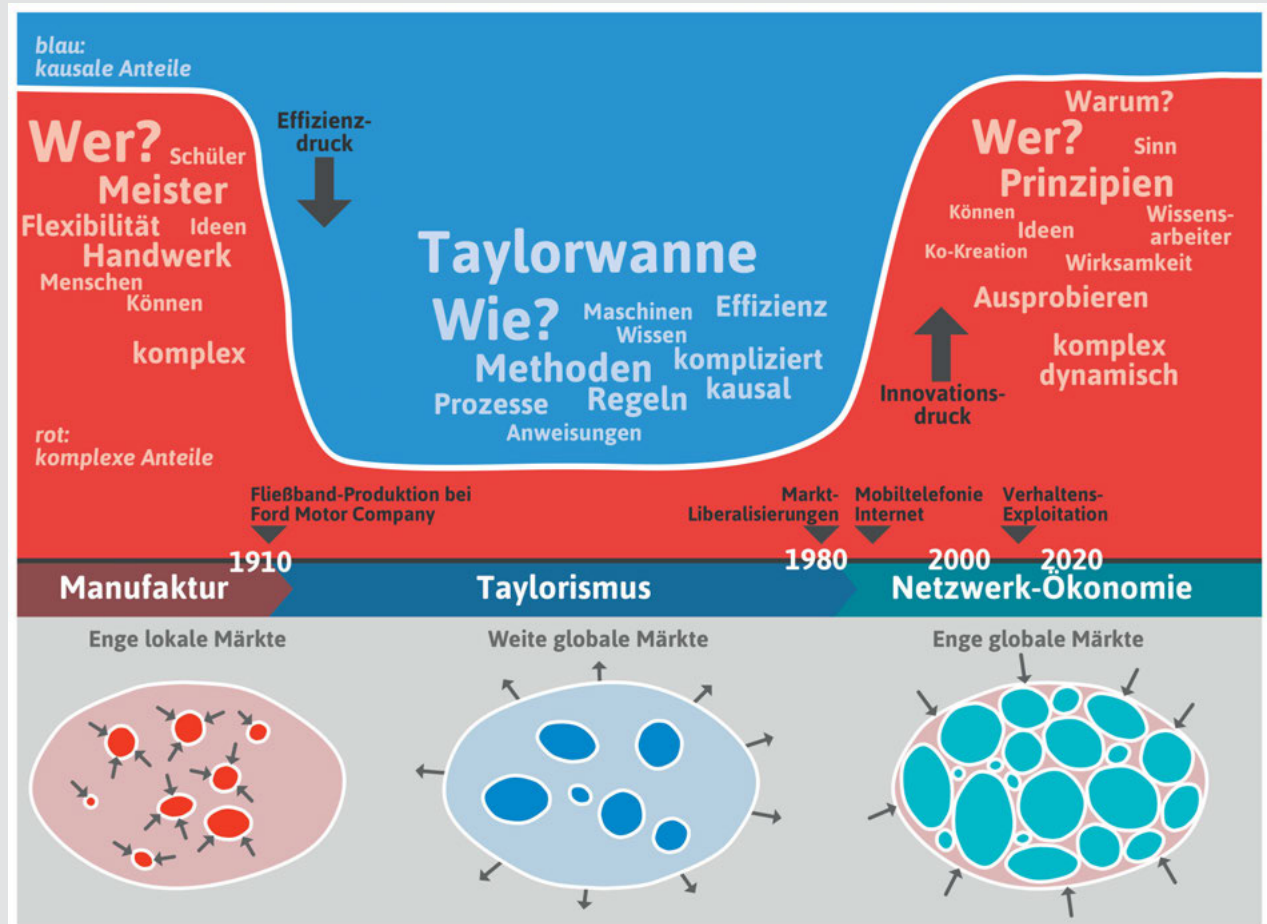 blau:
kausale Anteile
Wer?
Schüler
Meister
Flexibilität
Ideen
Handwerk
Menschen
Können
komplex
rot:
komplexe Anteile
Effizienz-
druck
Taylorwanne
Wie?
Maschinen
Effizienz
Wissen
Methoden
kompliziert
Prozesse
Regeln
kausal
Anweisungen
Warum?
Wer?
Sinn
Prinzipien
Können
Wissens-
arbeiter
Ideen
Ko-Kreation
Wirksamkeit
Ausprobieren
komplex
dynamisch
Innovations-
druck
Fließband-Produktion bei
Ford Motor Company
Markt-
Liberalisierungen
Mobiltelefonie
Internet
Verhaltens-
Exploitation
1910
1980
2000
2020
Manufaktur
Taylorismus
Netzwerk-Ökonomie
Enge lokale Märkte
Weite globale Märkte
Enge globale Märkte